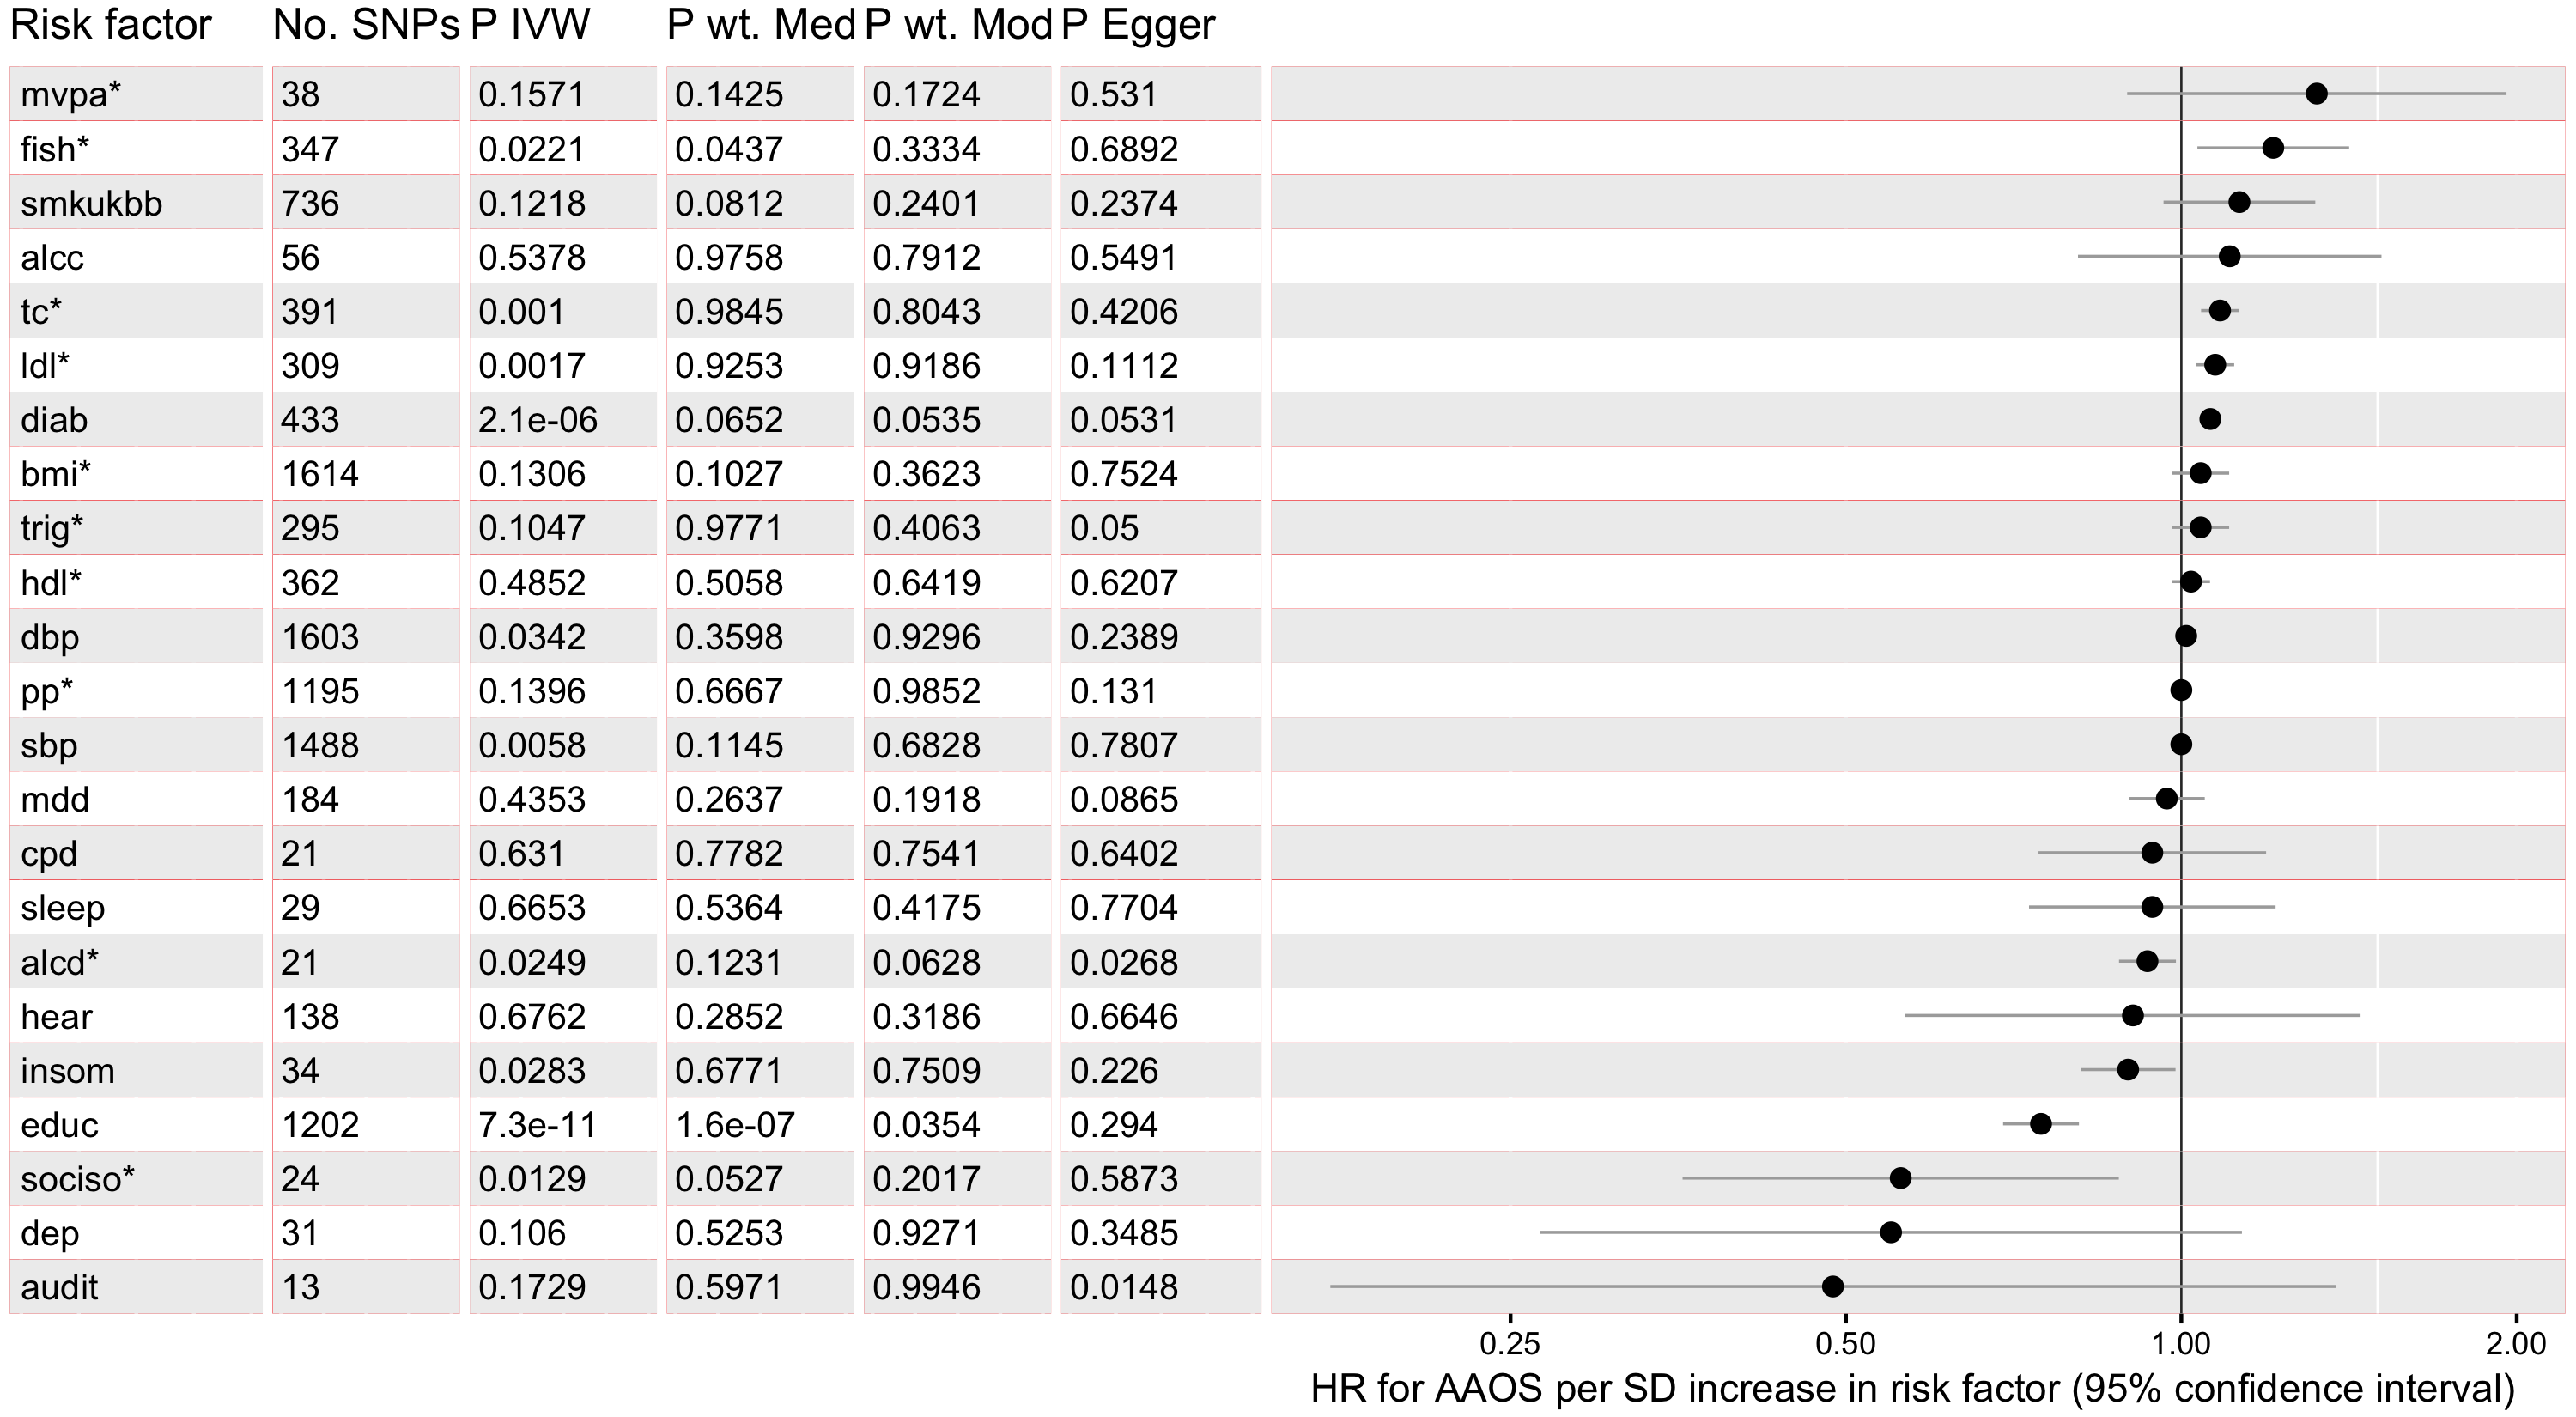 Risk factor No. SNPs P IVW P wt. Med P wt. Mod P Egger
mvpa* 38 0.1571 0.1425 0.1724 0.531
fish* 347 0.0221 0.0437 0.3334 0.6892
smkukbb 736 0.1218 0.0812 0.2401 0.2374
alcc 56 0.5378 0.9758 0.7912 0.5491
tc* 391 0.001 0.9845 0.8043 0.4206
ldl* 309 0.0017 0.9253 0.9186 0.1112
diab 433 2.1e-06 0.0652 0.0535 0.0531
bmi* 1614 0.1306 0.1027 0.3623 0.7524
trig* 295 0.1047 0.9771 0.4063 0.05
hdl* 362 0.4852 0.5058 0.6419 0.6207
dbp 1603 0.0342 0.3598 0.9296 0.2389
pp* 1195 0.1396 0.6667 0.9852 0.131
sbp 1488 0.0058 0.1145 0.6828 0.7807
mdd 184 0.4353 0.2637 0.1918 0.0865
cpd 21 0.631 0.7782 0.7541 0.6402
sleep 29 0.6653 0.5364 0.4175 0.7704
alcd* 21 0.0249 0.1231 0.0628 0.0268
hear 138 0.6762 0.2852 0.3186 0.6646
insom 34 0.0283 0.6771 0.7509 0.226
educ 1202 7.3e-11 1.6e-07 0.0354 0.294
sociso* 24 0.0129 0.0527 0.2017 0.5873
dep 31 0.106 0.5253 0.9271 0.3485
audit 13 0.1729 0.5971 0.9946 0.0148
0.25 0.50 1.00 2.00
HR for AAOS per SD increase in risk factor (95% confidence interval)